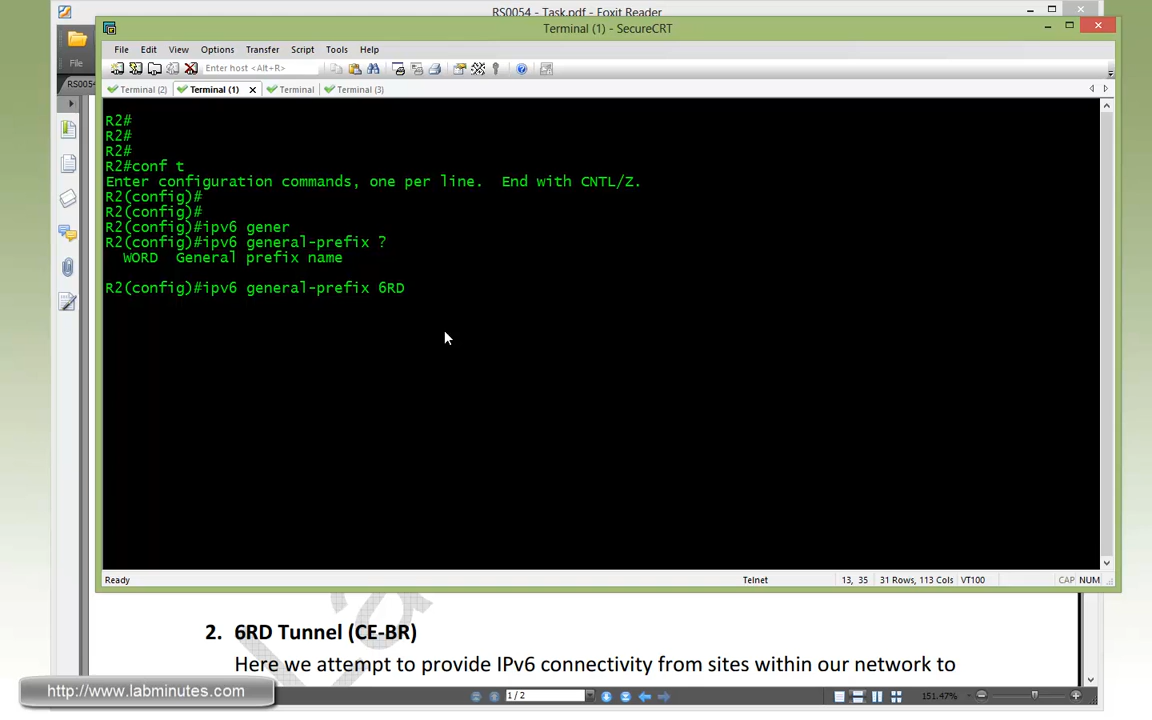 RS0054 - Task.pdf - Foxit Reader
Terminal (1) - SecureCRT
File
File Edit View Options Transfer Script Tools Help
Enter host <Alt+R>
RS0054
Terminal (2) Terminal (1) Terminal Terminal (3)
R2#
R2#
R2#
R2#conf t
Enter configuration commands, one per line.  End with CNTL/Z.
R2(config)#
R2(config)#
R2(config)#ipv6 gener
R2(config)#ipv6 general-prefix ?
  WORD  General prefix name
R2(config)#ipv6 general-prefix 6RD
Ready Telnet 13, 35 31 Rows, 113 Cols VT100 CAP NUM
2. 6RD Tunnel (CE-BR)
Here we attempt to provide IPv6 connectivity from sites within our network to
http://www.labminutes.com
1 / 2
151.47%